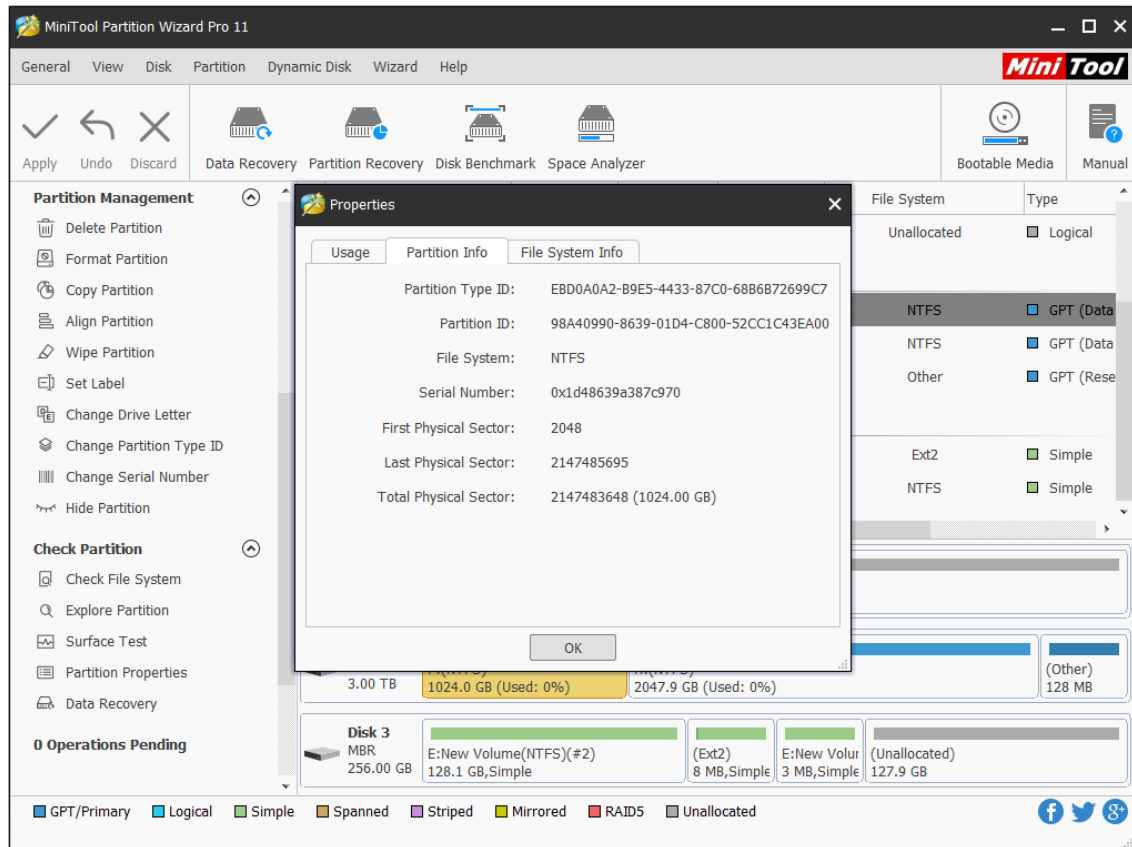 MiniTool Partition Wizard Pro 11
General View Disk Partition Dynamic Disk Wizard Help
Mini Tool
Apply Undo Discard Data Recovery Partition Recovery Disk Benchmark Space Analyzer Bootable Media Manual
Partition Management
Delete Partition
Format Partition
Copy Partition
Align Partition
Wipe Partition
Set Label
Change Drive Letter
Change Partition Type ID
Change Serial Number
Hide Partition
Check Partition
Check File System
Explore Partition
Surface Test
Partition Properties
Data Recovery
0 Operations Pending
Properties
Usage Partition Info File System Info
Partition Type ID: EBD0A0A2-B9E5-4433-87C0-68B6B72699C7
Partition ID: 98A40990-8639-01D4-C800-52CC1C43EA00
File System: NTFS
Serial Number: 0x1d48639a387c970
First Physical Sector: 2048
Last Physical Sector: 2147485695
Total Physical Sector: 2147483648 (1024.00 GB)
OK
File System Type
Unallocated Logical
NTFS GPT (Data
NTFS GPT (Data
Other GPT (Rese
Ext2 Simple
NTFS Simple
3.00 TB
1024.0 GB (Used: 0%)
2047.9 GB (Used: 0%)
(Other)
128 MB
Disk 3
MBR
256.00 GB
E:New Volume(NTFS)(#2)
128.1 GB,Simple
(Ext2)
8 MB,Simple
E:New Volur
3 MB,Simple
(Unallocated)
127.9 GB
GPT/Primary Logical Simple Spanned Striped Mirrored RAID5 Unallocated